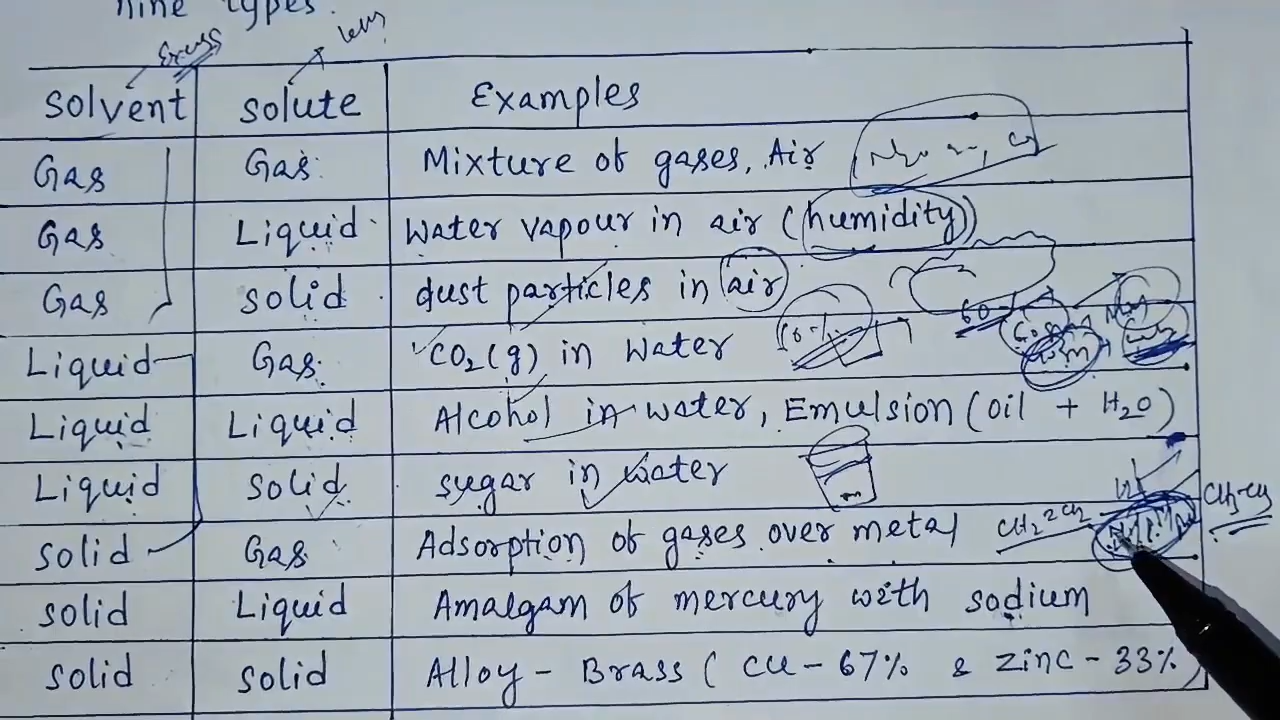 nine types.
Excess
less
Solvent Solute Examples
Gas Gas Mixture of gases, Air
Gas Liquid Water vapour in air (humidity)
Gas Solid dust particles in air
Liquid Gas CO2(g) in Water
Liquid Liquid Alcohol in water, Emulsion (oil + H2O)
Liquid Solid sugar in water
Solid Gas Adsorption of gases over metal CH2=CH2
Solid Liquid Amalgam of mercury with sodium
Solid Solid Alloy - Brass ( CU - 67% & Zinc - 33%)